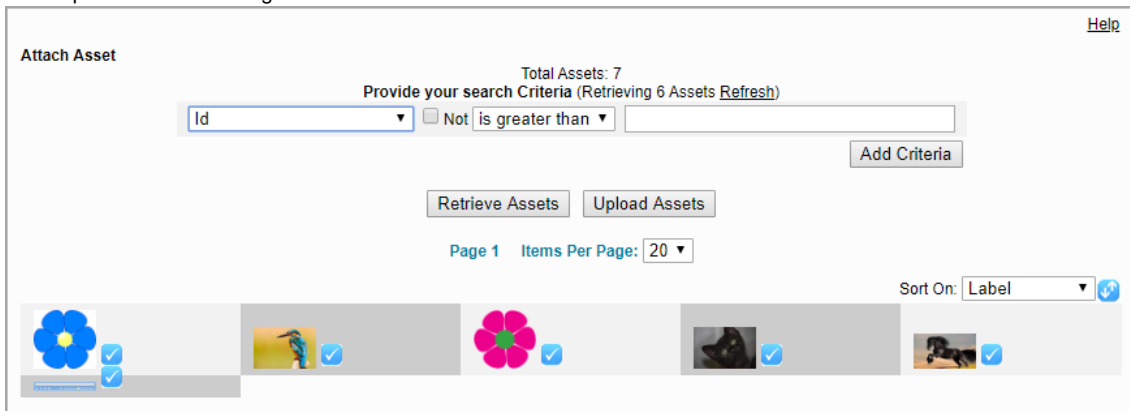 Help
Attach Asset
Total Assets: 7
Provide your search Criteria (Retrieving 6 Assets Refresh)
Id Not is greater than
Add Criteria
Retrieve Assets Upload Assets
Page 1 Items Per Page: 20
Sort On: Label